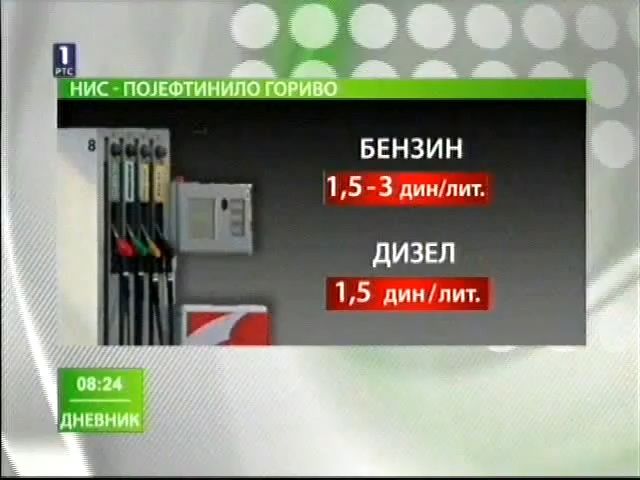 1
РТС
НИС - ПОЈЕФТИНИЛО ГОРИВО
8
БЕНЗИН
1,5-3 дин/лит.
ДИЗЕЛ
1,5 дин/лит.
08:24
ДНЕВНИК